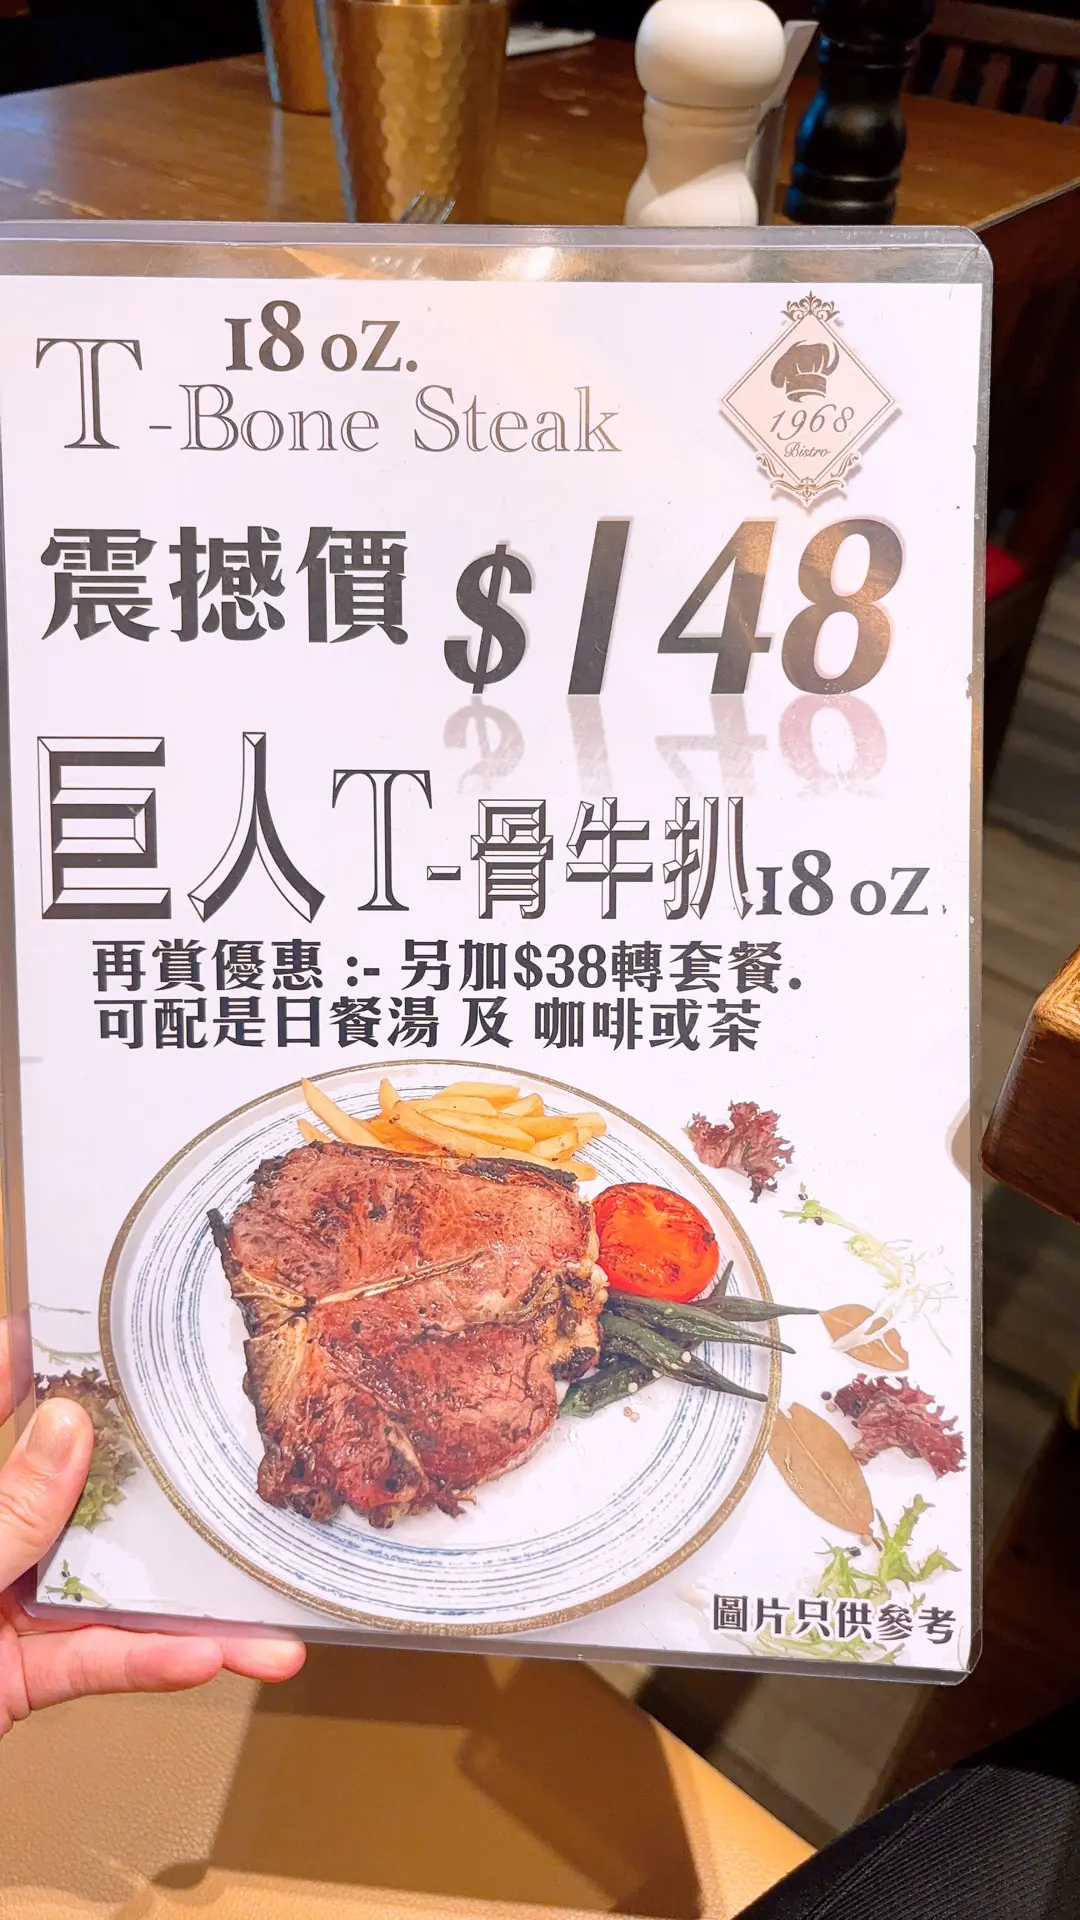 18 oz.
T-Bone Steak
1968
Bistro
震撼價 $148
巨人T-骨牛扒18 oz.
再賞優惠 :- 另加$38轉套餐.
可配是日餐湯 及 咖啡或茶
圖片只供參考